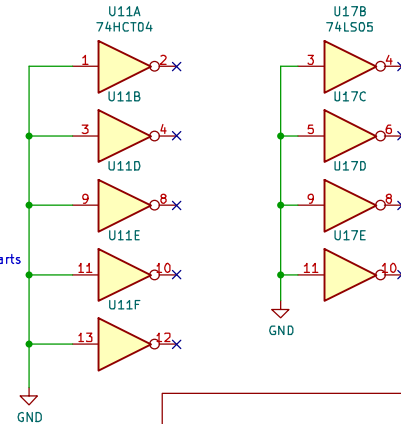 U11A
74HCT04
1 2
U11B
3 4
U11D
9 8
U11E
11 10
U11F
13 12
GND
arts
U17B
74LS05
3 4
U17C
5 6
U17D
9 8
U17E
11 10
GND